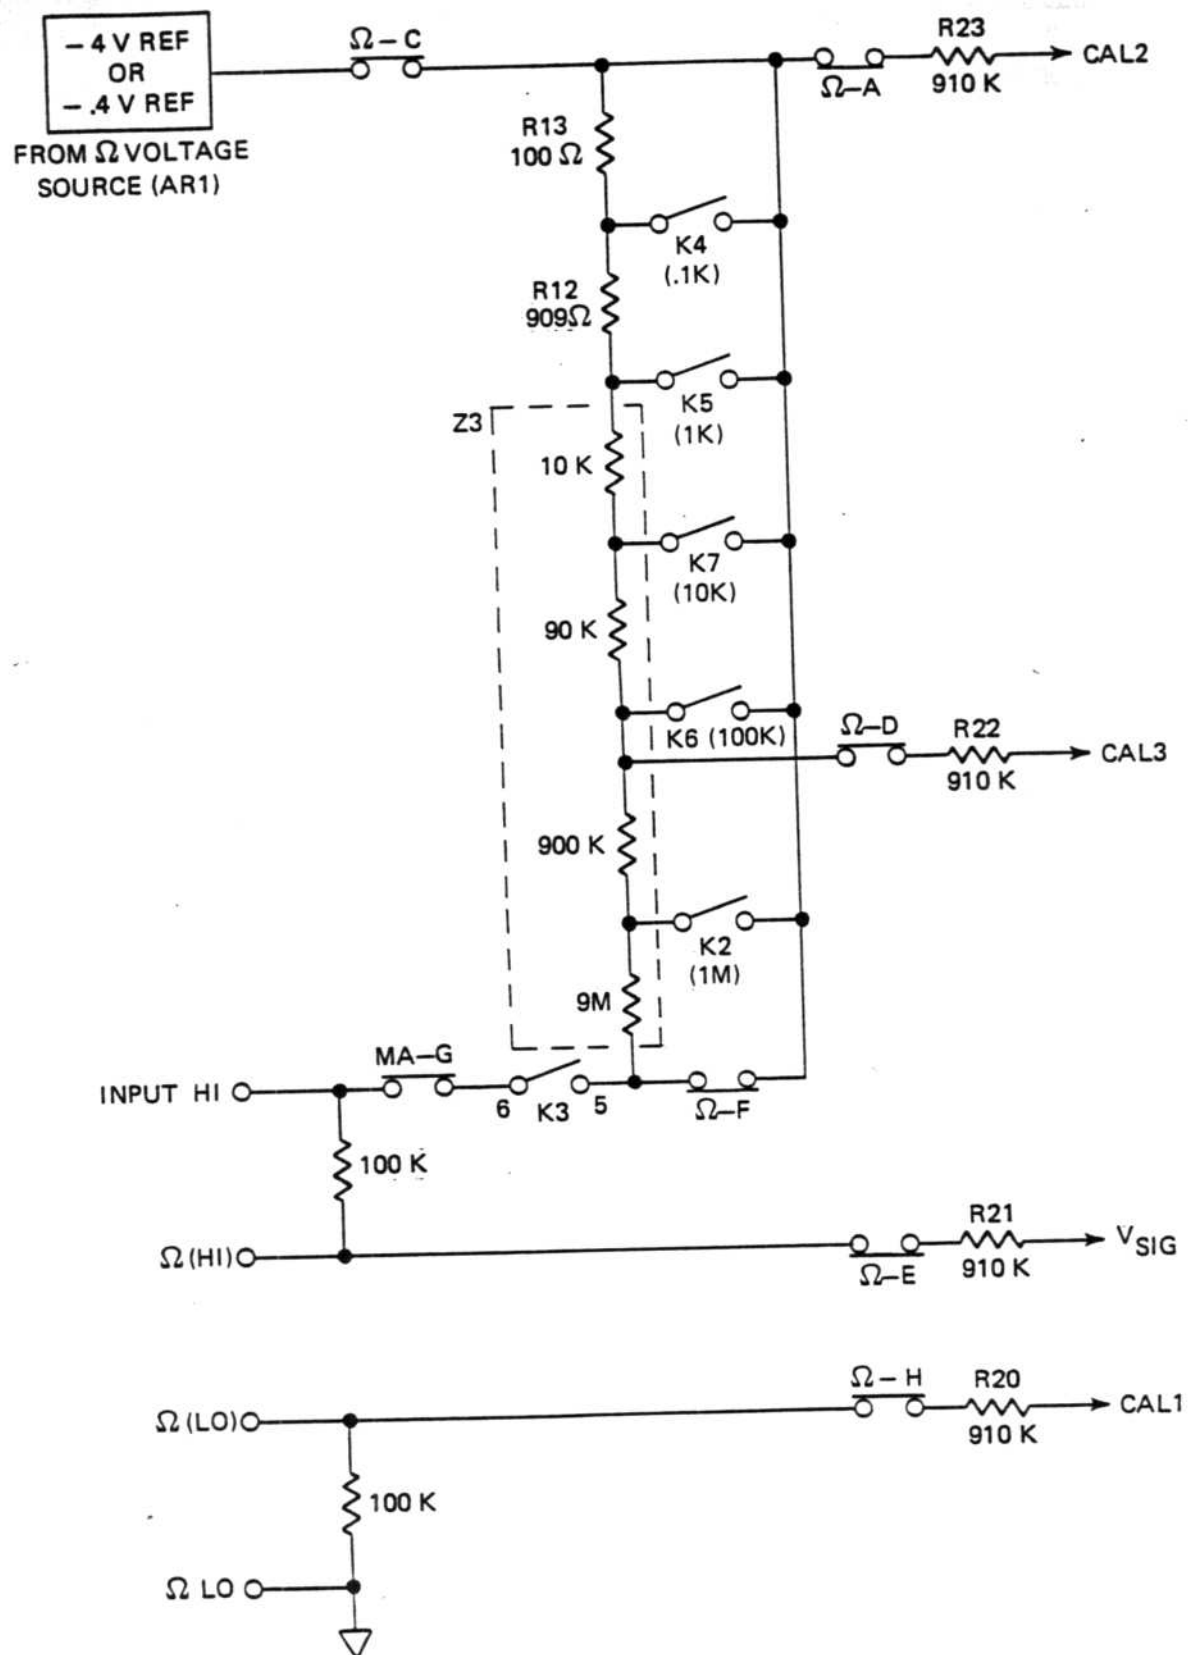 – 4 V REF
OR
– .4 V REF
FROM Ω VOLTAGE
SOURCE (AR1)
Ω – C
Ω–A
R23
910 K
CAL2
R13
100 Ω
K4
(.1K)
R12
909Ω
K5
(1K)
Z3
10 K
K7
(10K)
90 K
K6 (100K)
Ω–D
R22
910 K
CAL3
900 K
K2
(1M)
9M
MA–G
INPUT HI
6
K3
5
Ω–F
100 K
Ω(HI)
Ω–E
R21
910 K
VSIG
Ω – H
R20
910 K
CAL1
Ω(LO)
100 K
Ω LO